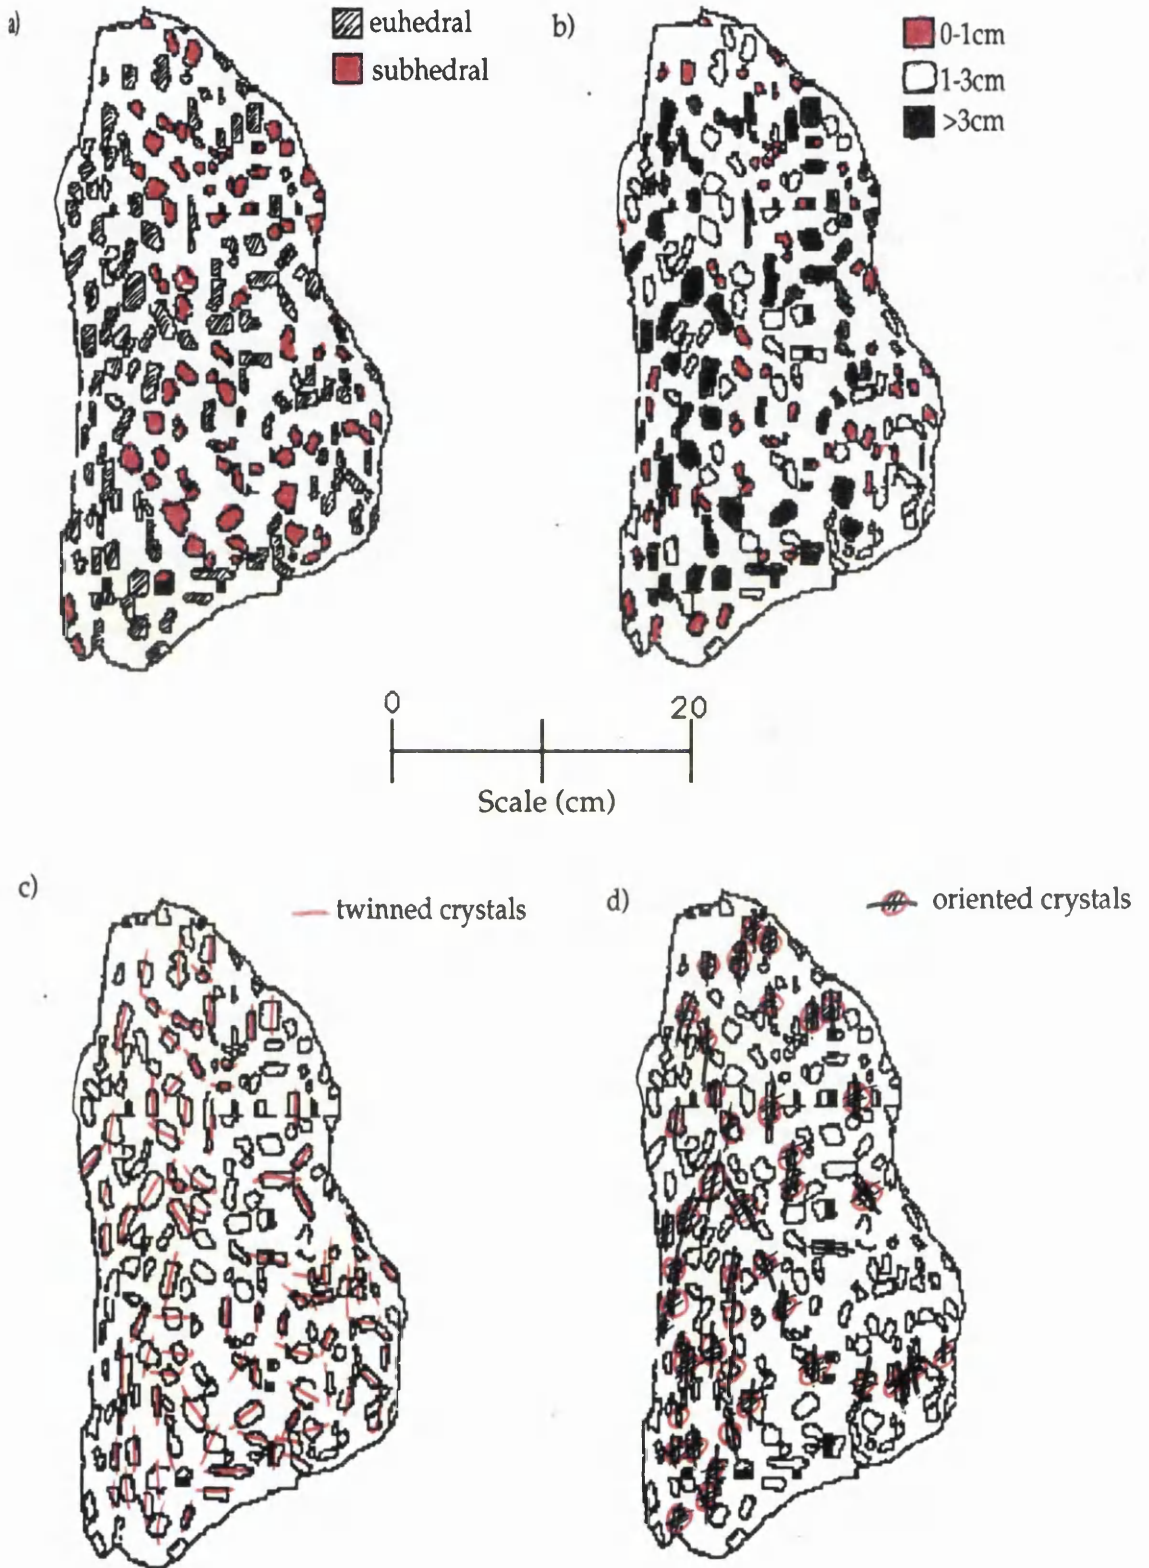 a)
euhedral
subhedral
b)
0-1cm
1-3cm
>3cm
0
20
Scale (cm)
c)
twinned crystals
d)
oriented crystals